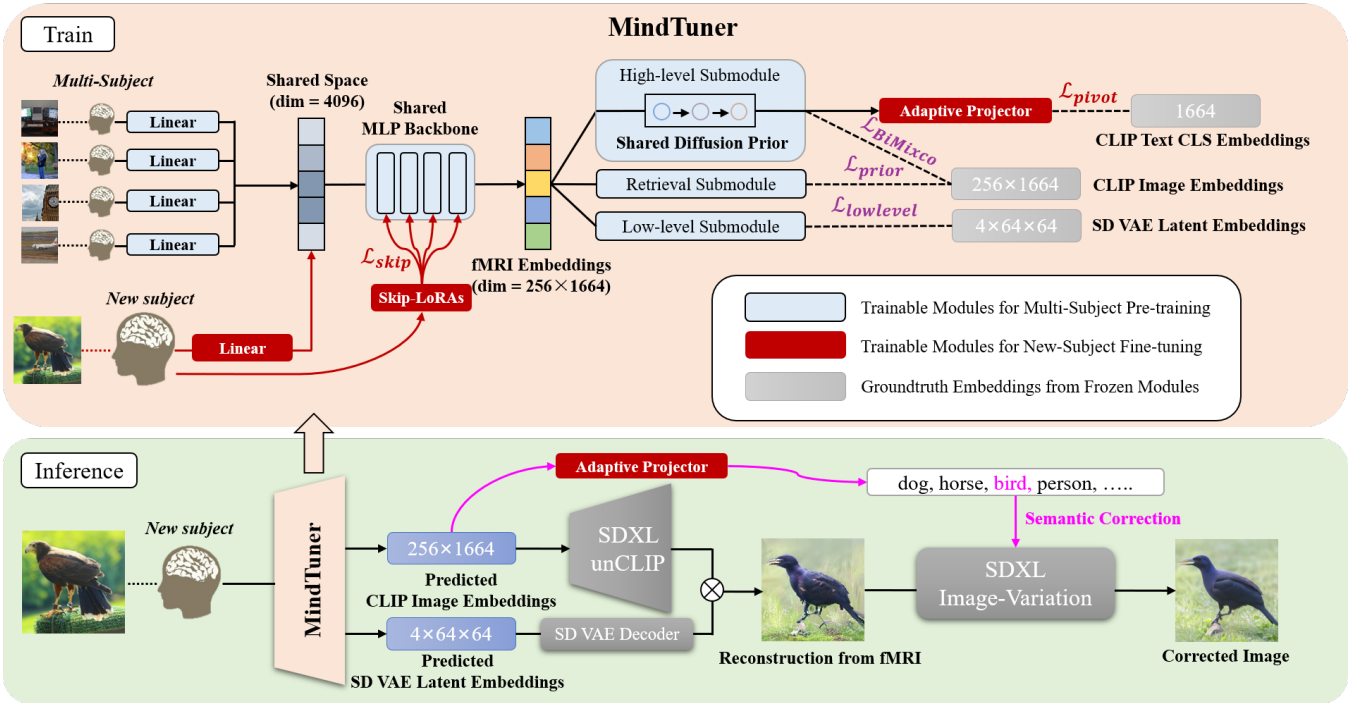 Train
MindTuner
Multi-Subject
Linear
Linear
Linear
Linear
Shared Space
(dim = 4096)
Shared
MLP Backbone
High-level Submodule
Shared Diffusion Prior
Retrieval Submodule
Low-level Submodule
Adaptive Projector
ℒpivot
1664
CLIP Text CLS Embeddings
ℒBiMixco
ℒprior
256×1664
CLIP Image Embeddings
ℒlowlevel
4×64×64
SD VAE Latent Embeddings
ℒskip
fMRI Embeddings
(dim = 256×1664)
Skip-LoRAs
New subject
Linear
Trainable Modules for Multi-Subject Pre-training
Trainable Modules for New-Subject Fine-tuning
Groundtruth Embeddings from Frozen Modules
Inference
New subject
MindTuner
Adaptive Projector
dog, horse, bird, person, …..
Semantic Correction
256×1664
Predicted
CLIP Image Embeddings
SDXL
unCLIP
4×64×64
Predicted
SD VAE Latent Embeddings
SD VAE Decoder
Reconstruction from fMRI
SDXL
Image-Variation
Corrected Image